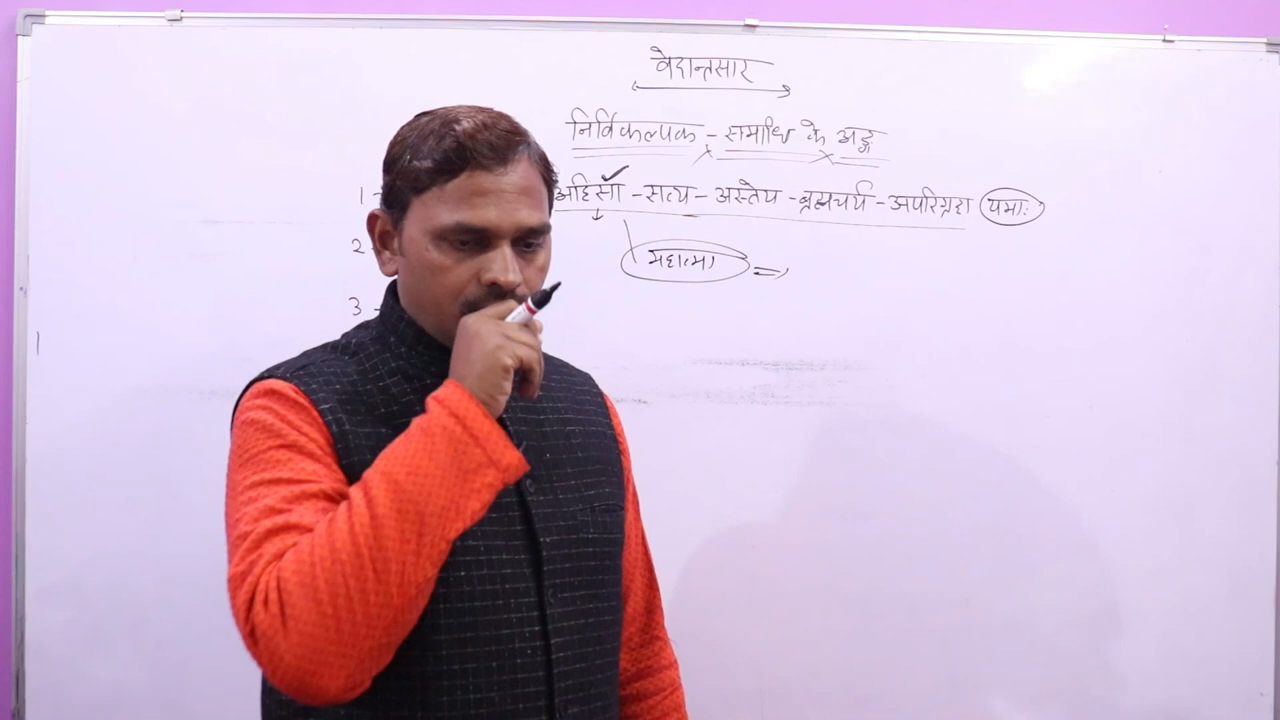 वेदान्तसार
निर्विकल्पक - समाधि के अङ्ग
1 - अहिंसा - सत्य - अस्तेय - ब्रह्मचर्य - अपरिग्रहा यमाः
2 -
महात्मा =>
3 -